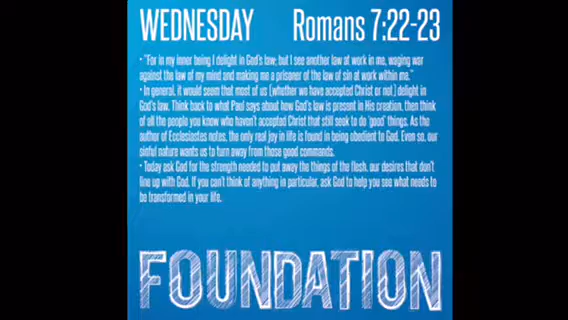 WEDNESDAY Romans 7:22-23
• "For in my inner being I delight in God's law; but I see another law at work in me, waging war
against the law of my mind and making me a prisoner of the law of sin at work within me."
• In general, it would seem that most of us (whether we have accepted Christ or not) delight in
God's law. Think back to what Paul says about how God's law is present in His creation, then think
of all the people you know who haven't accepted Christ that still seek to do 'good' things. As the
author of Ecclesiastes notes, the only real joy in life is found in being obedient to God. Even so, our
sinful nature wants us to turn away from those good commands.
• Today ask God for the strength needed to put away the things of the flesh, our desires that don't
line up with God. If you can't think of anything in particular, ask God to help you see what needs to
be transformed in your life.
FOUNDATION